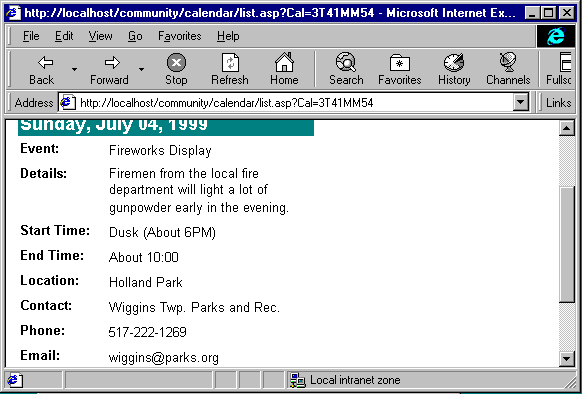 http://localhost/community/calendar/list.asp?Cal=3T41MM54 - Microsoft Internet Ex...
File Edit View Go Favorites Help
Back Forward Stop Refresh Home Search Favorites History Channels Fullsc
Address http://localhost/community/calendar/list.asp?Cal=3T41MM54 Links
Sunday, July 04, 1999
Event: Fireworks Display
Details: Firemen from the local fire
department will light a lot of
gunpowder early in the evening.
Start Time: Dusk (About 6PM)
End Time: About 10:00
Location: Holland Park
Contact: Wiggins Twp. Parks and Rec.
Phone: 517-222-1269
Email: wiggins@parks.org
Local intranet zone